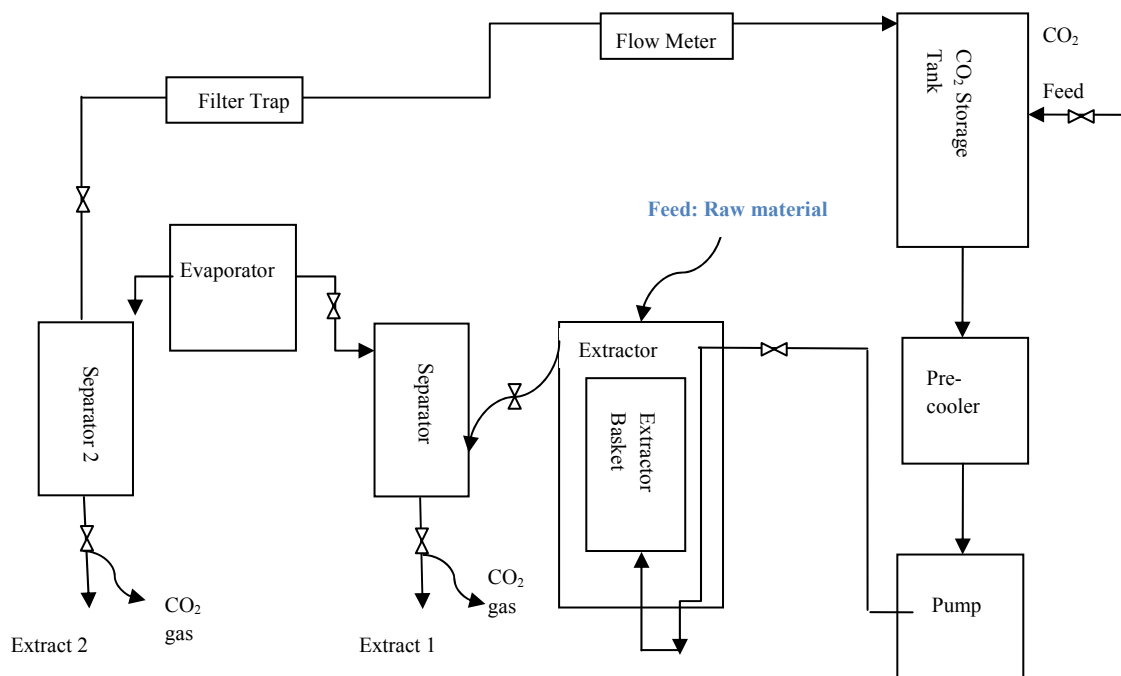 Flow Meter
CO₂
CO₂ Storage
Tank
Filter Trap
Feed
Feed: Raw material
Evaporator
Extractor
Pre-
cooler
Separator 2
Separator
Extractor
Basket
CO₂
gas
CO₂
gas
Pump
Extract 2
Extract 1